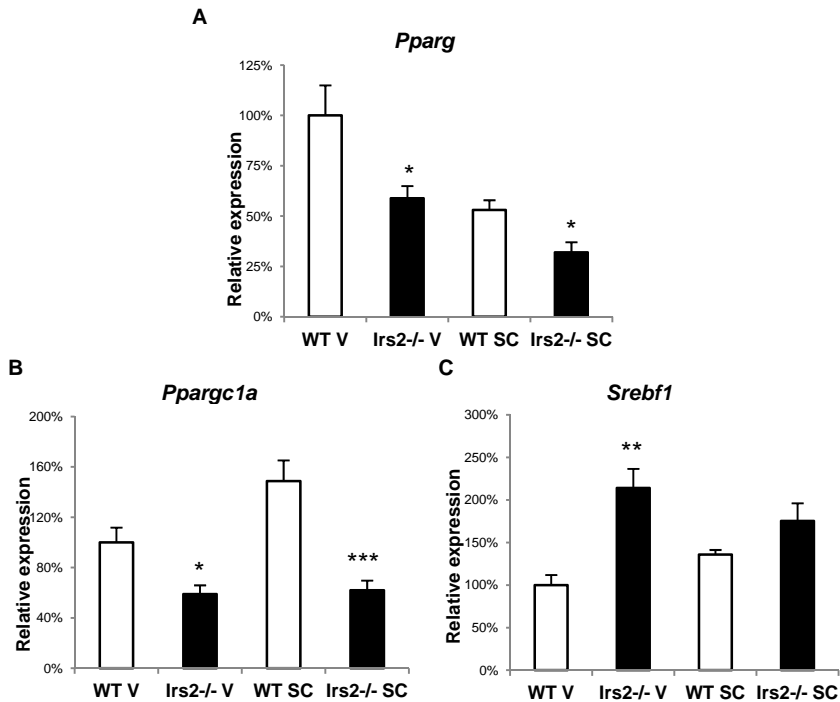 A
Pparg
Relative expression
125%
100%
75%
50%
25%
0%
*
*
WT V Irs2-/- V WT SC Irs2-/- SC
B
Ppargc1a
Relative expression
200%
160%
120%
80%
40%
0%
*
***
WT V Irs2-/- V WT SC Irs2-/- SC
C
Srebf1
Relative expression
300%
250%
200%
150%
100%
50%
0%
**
WT V Irs2-/- V WT SC Irs2-/- SC